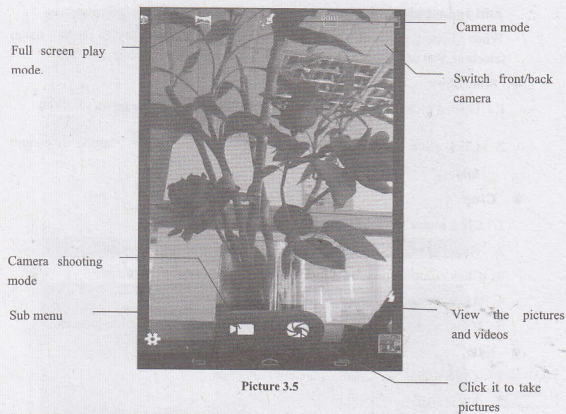 Camera mode
Full screen play
mode.
Switch front/back
camera
Camera shooting
mode
Sub menu
View the pictures
and videos
Picture 3.5
Click it to take
pictures